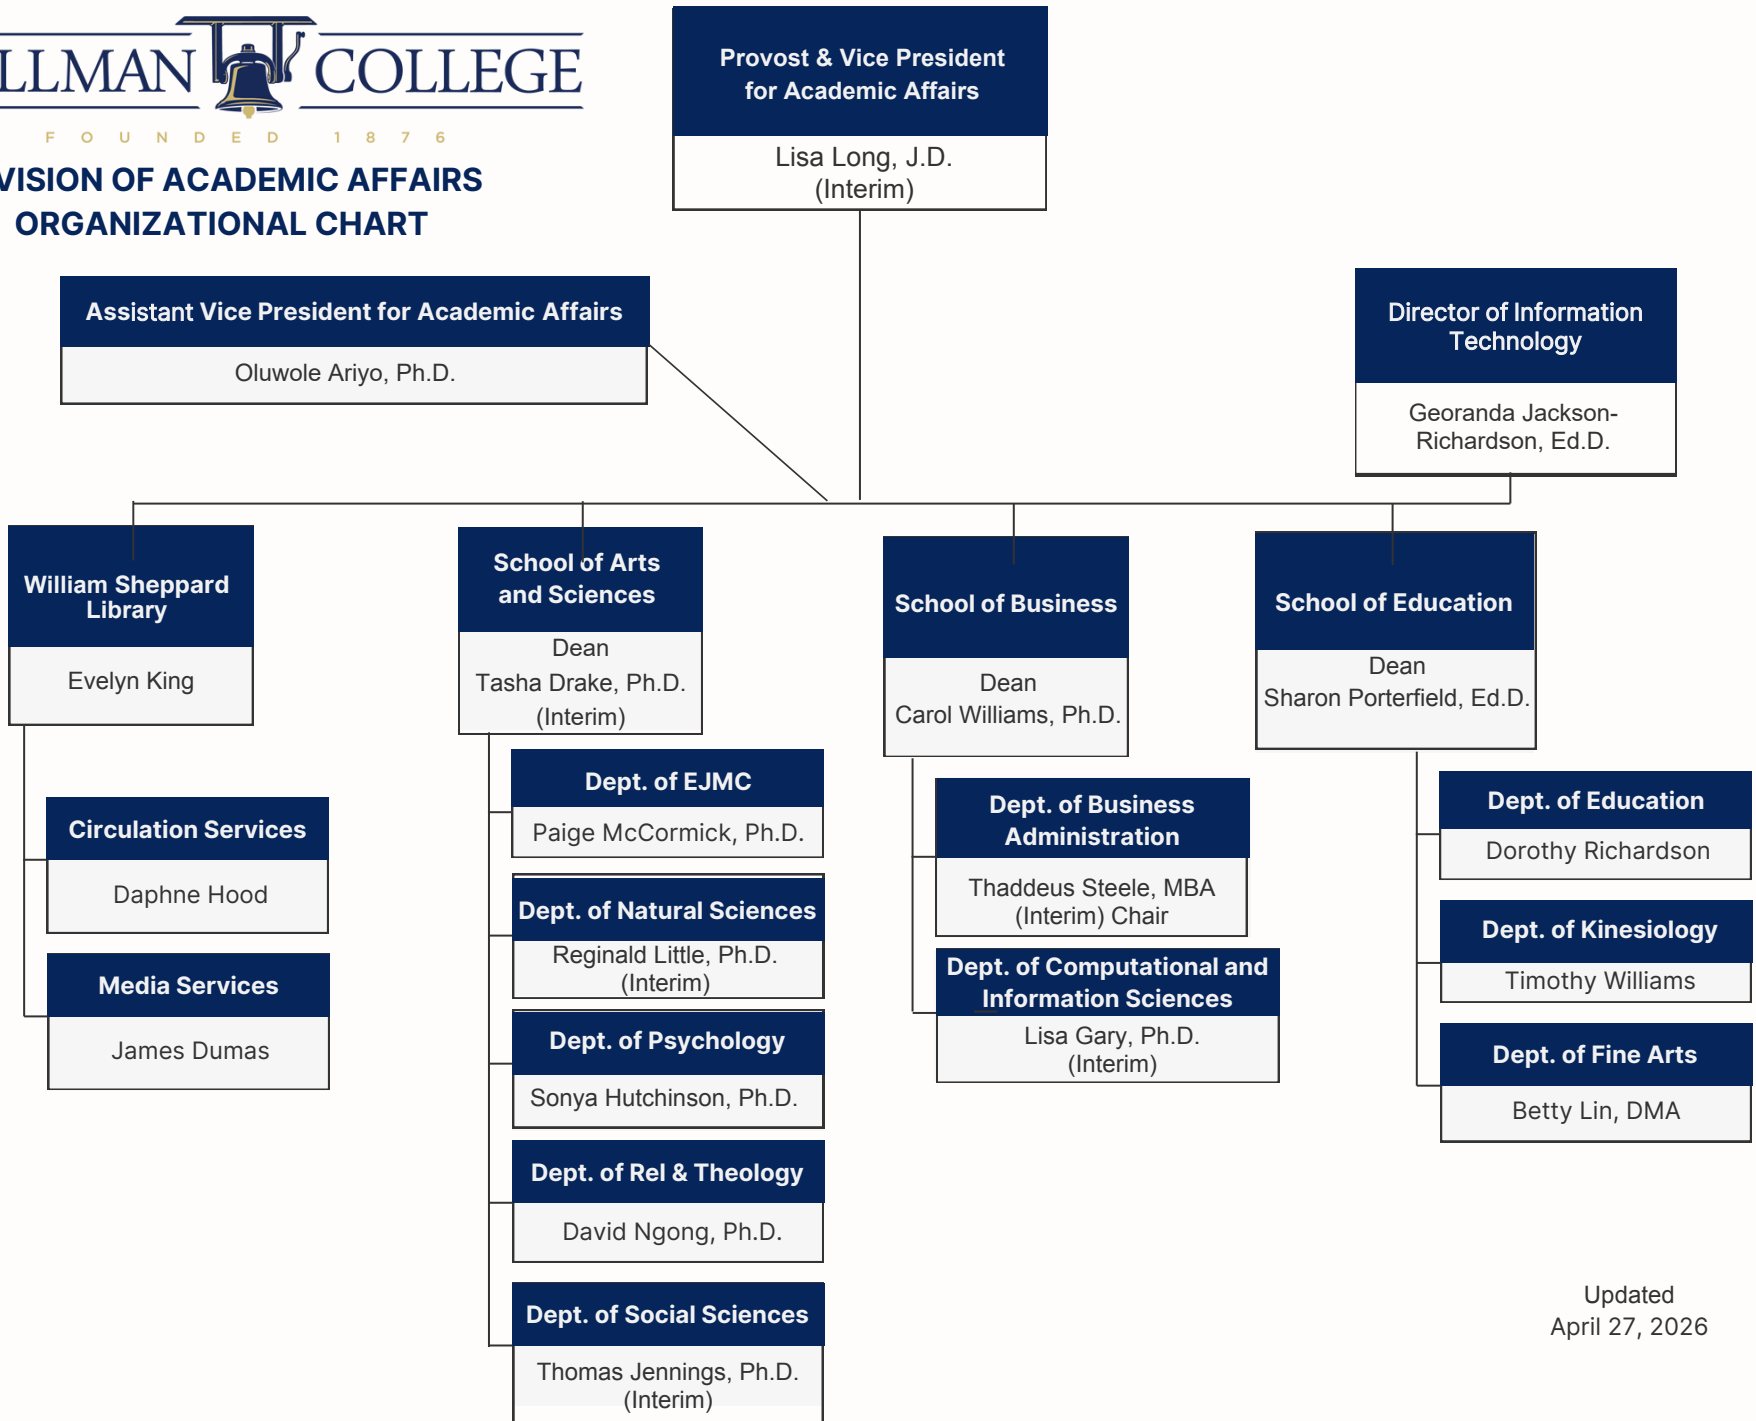 LLMAN COLLEGE
FOUNDED 1876
VISION OF ACADEMIC AFFAIRS
ORGANIZATIONAL CHART
Provost & Vice President
for Academic Affairs
Lisa Long, J.D.
(Interim)
Assistant Vice President for Academic Affairs
Oluwole Ariyo, Ph.D.
Director of Information
Technology
Georanda Jackson-
Richardson, Ed.D.
William Sheppard
Library
Evelyn King
Circulation Services
Daphne Hood
Media Services
James Dumas
School of Arts
and Sciences
Dean
Tasha Drake, Ph.D.
(Interim)
Dept. of EJMC
Paige McCormick, Ph.D.
Dept. of Natural Sciences
Reginald Little, Ph.D.
(Interim)
Dept. of Psychology
Sonya Hutchinson, Ph.D.
Dept. of Rel & Theology
David Ngong, Ph.D.
Dept. of Social Sciences
Thomas Jennings, Ph.D.
(Interim)
School of Business
Dean
Carol Williams, Ph.D.
Dept. of Business
Administration
Thaddeus Steele, MBA
(Interim) Chair
Dept. of Computational and
Information Sciences
Lisa Gary, Ph.D.
(Interim)
School of Education
Dean
Sharon Porterfield, Ed.D.
Dept. of Education
Dorothy Richardson
Dept. of Kinesiology
Timothy Williams
Dept. of Fine Arts
Betty Lin, DMA
Updated
April 27, 2026